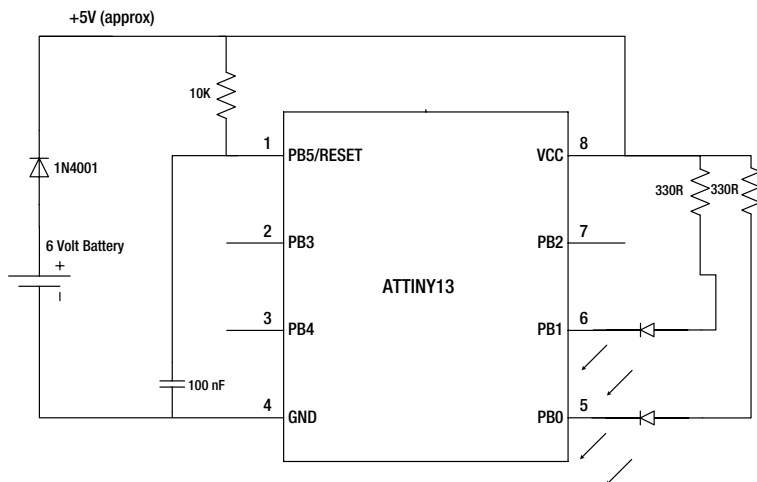 +5V (approx)
10K
1
PB5/RESET
VCC
8
1N4001
330R
330R
6 Volt Battery
+
–
2
PB3
PB2
7
ATTINY13
3
PB4
PB1
6
100 nF
4
GND
PB0
5